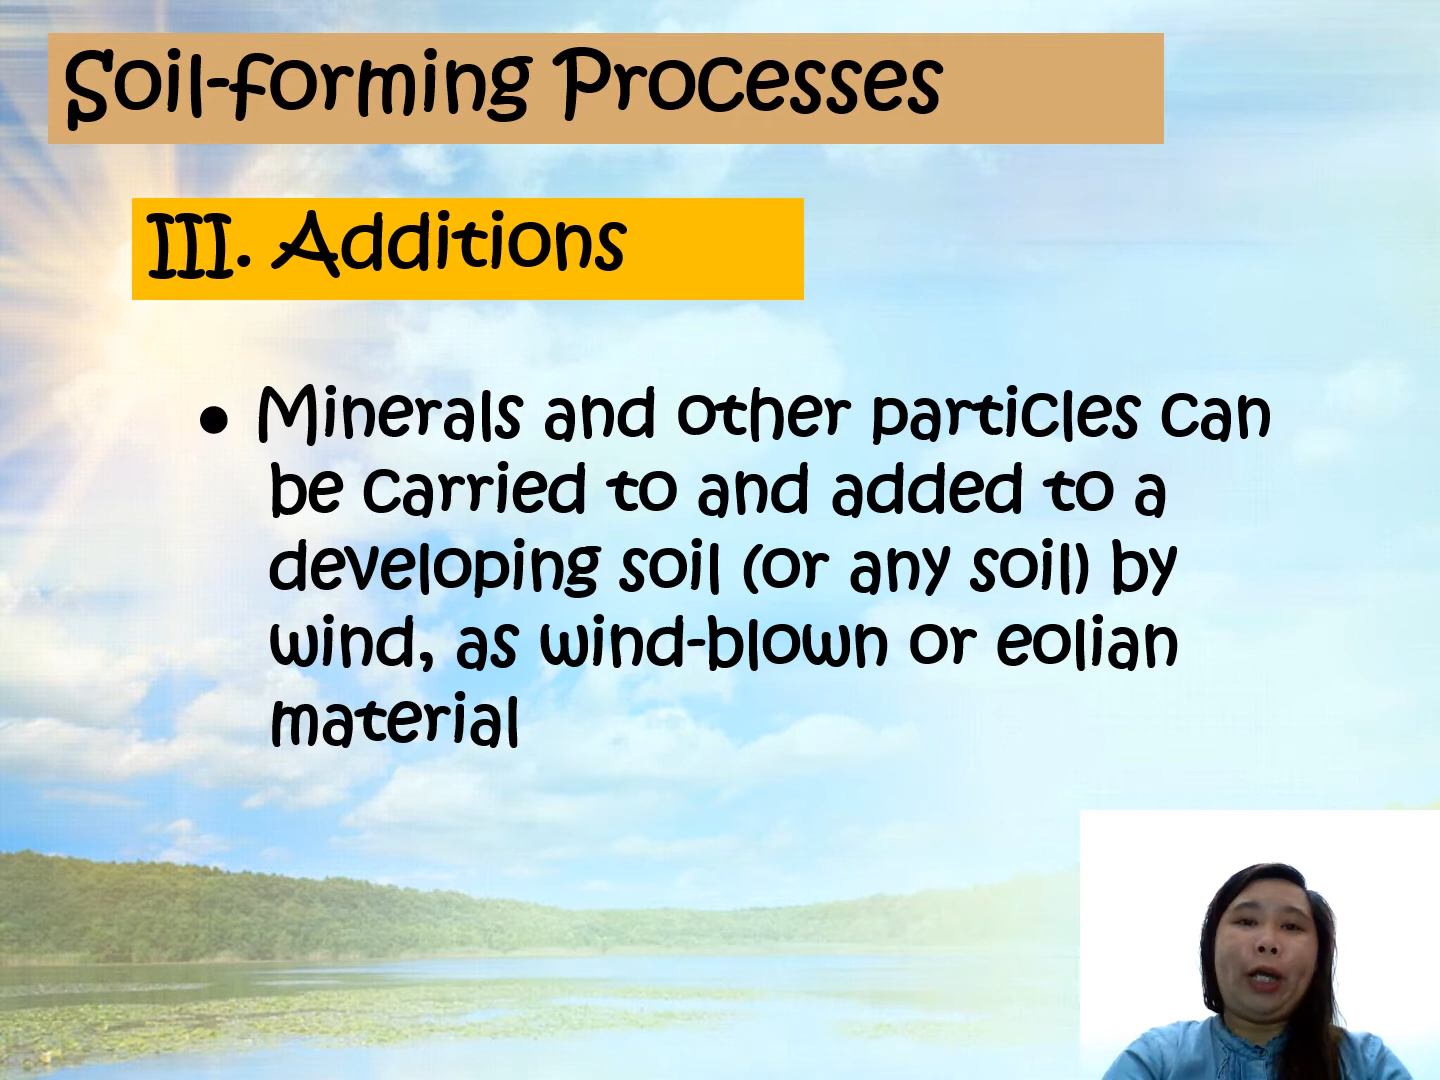 Soil-forming Processes
III. Additions
• Minerals and other particles can
be carried to and added to a
developing soil (or any soil) by
wind, as wind-blown or eolian
material